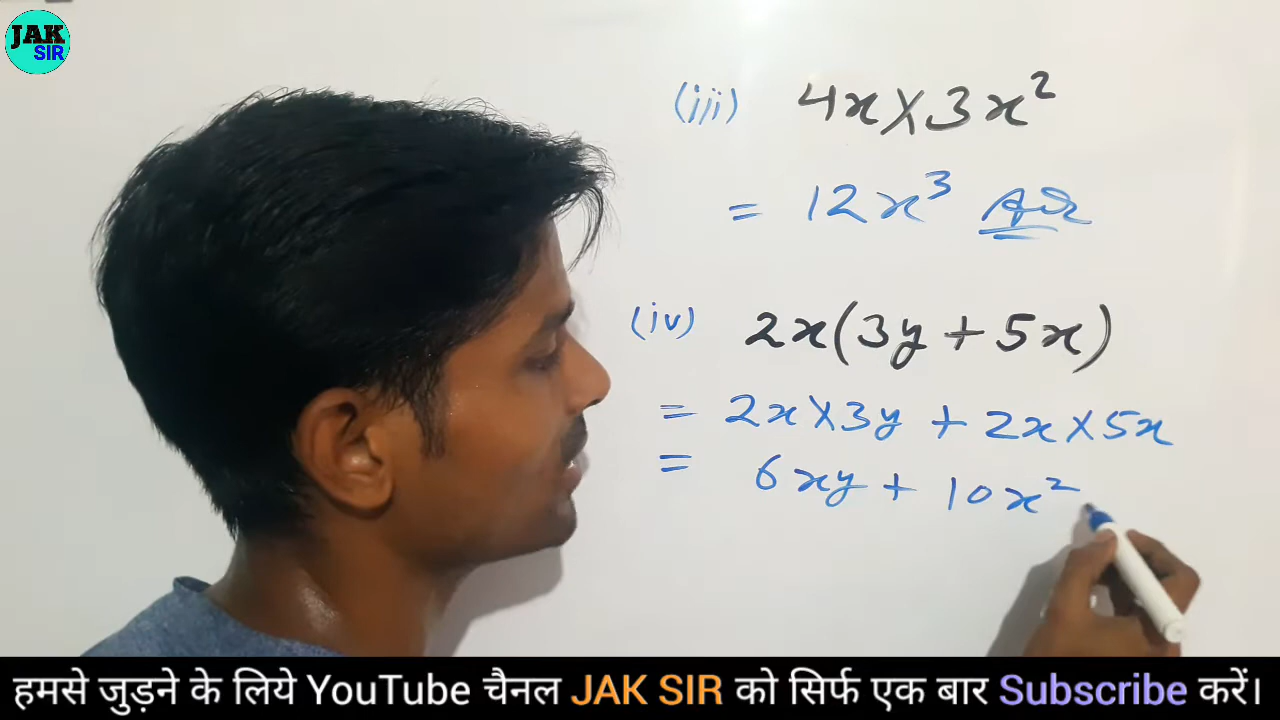 JAK
SIR
(iii) 4x×3x²
= 12x³ Ans
(iv) 2x(3y + 5x)
= 2x×3y + 2x×5x
= 6xy + 10x²
हमसे जुड़ने के लिये YouTube चैनल JAK SIR को सिर्फ एक बार Subscribe करें।